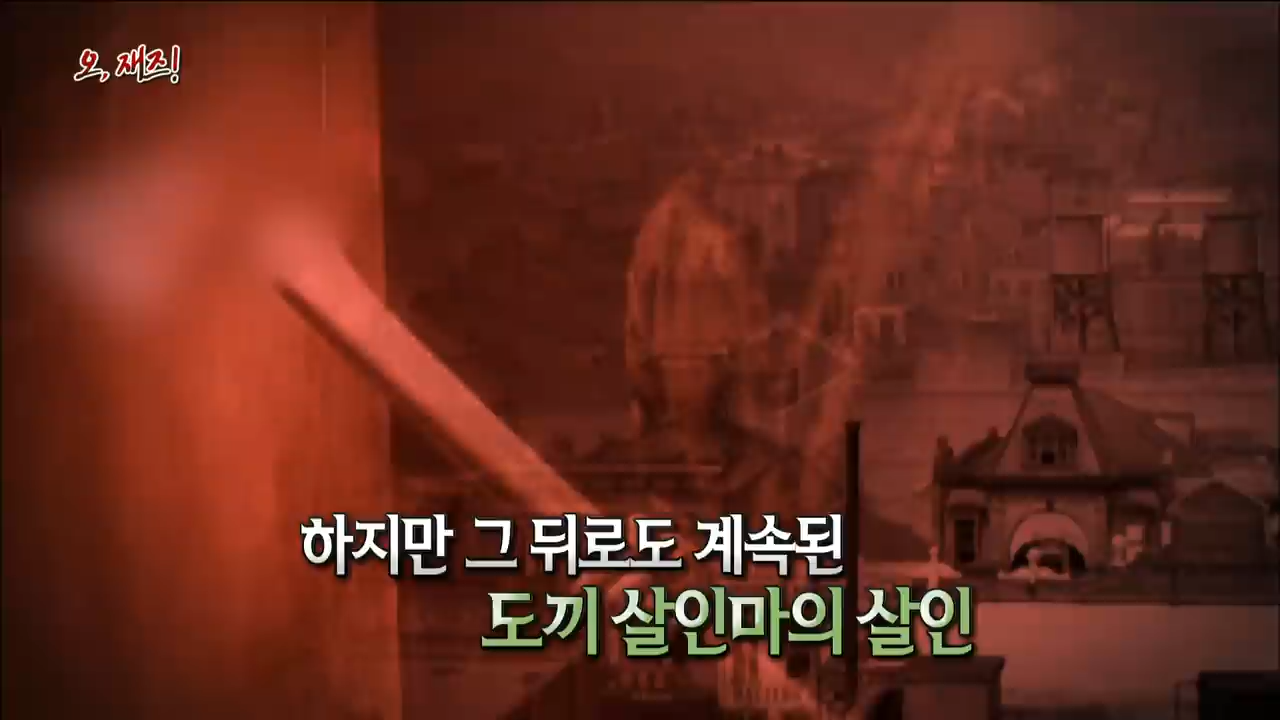 오, 재즈!
하지만 그 뒤로도 계속된
도끼 살인마의 살인